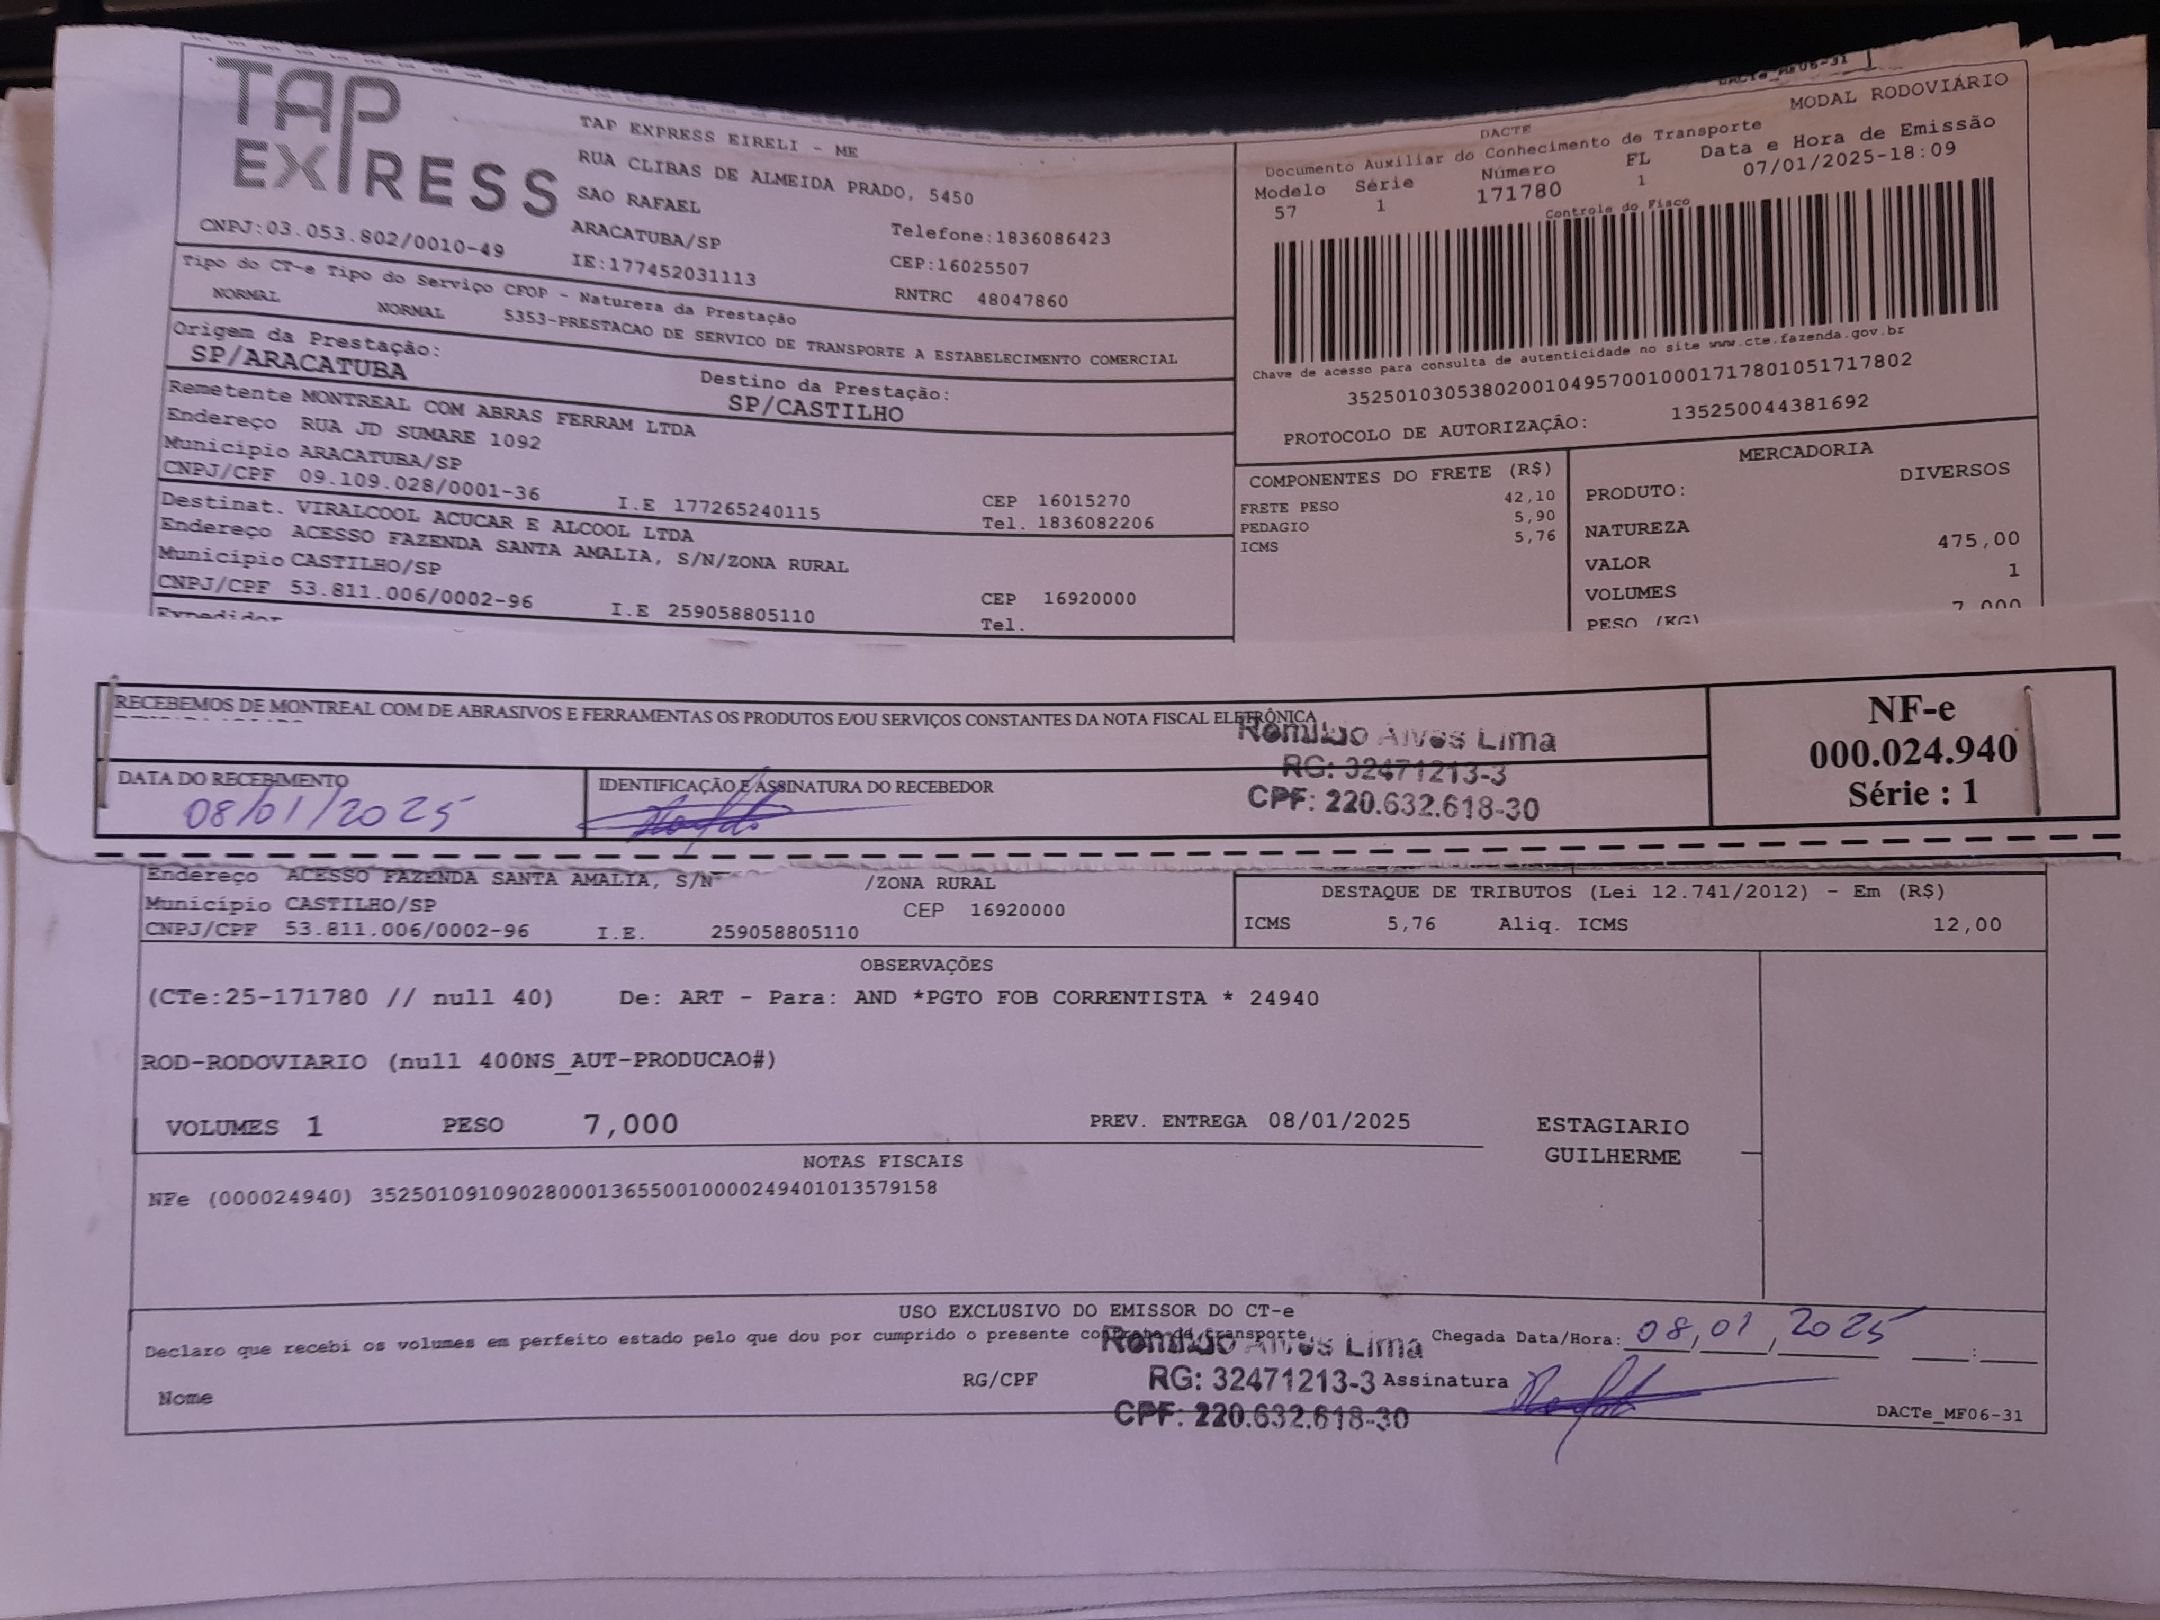 TAP
EXPRESS
CNPJ:03.053.802/0010-49
TAP EXPRESS EIRELI - ME
RUA CLIBAS DE ALMEIDA PRADO, 5450
SAO RAFAEL
ARACATUBA/SP
IE:177452031113
Telefone:1836086423
CEP:16025507
RNTRC 48047860
DACTe_MF06-31
MODAL RODOVIÁRIO
DACTE
Documento Auxiliar do Conhecimento de Transporte
Modelo Série Número FL Data e Hora de Emissão
57 1 171780 1 07/01/2025-18:09
Controle do Fisco
Chave de acesso para consulta de autenticidade no site www.cte.fazenda.gov.br
35250103053802001049570010001717801051717802
PROTOCOLO DE AUTORIZAÇÃO: 135250044381692
Tipo do CT-e Tipo do Serviço CFOP - Natureza da Prestação
NORMAL NORMAL 5353-PRESTACAO DE SERVICO DE TRANSPORTE A ESTABELECIMENTO COMERCIAL
Origem da Prestação: Destino da Prestação:
SP/ARACATUBA SP/CASTILHO
Remetente MONTREAL COM ABRAS FERRAM LTDA
Endereço RUA JD SUMARE 1092
Município ARACATUBA/SP CEP 16015270
CNPJ/CPF 09.109.028/0001-36 I.E 177265240115 Tel. 1836082206
Destinat. VIRALCOOL ACUCAR E ALCOOL LTDA
Endereço ACESSO FAZENDA SANTA AMALIA, S/N/ZONA RURAL
Município CASTILHO/SP CEP 16920000
CNPJ/CPF 53.811.006/0002-96 I.E 259058805110 Tel.
Expedidor
COMPONENTES DO FRETE (R$)
FRETE PESO 42,10
PEDAGIO 5,90
ICMS 5,76
MERCADORIA
PRODUTO: DIVERSOS
NATUREZA
VALOR 475,00
VOLUMES 1
PESO (KG) 7,000
RECEBEMOS DE MONTREAL COM DE ABRASIVOS E FERRAMENTAS OS PRODUTOS E/OU SERVIÇOS CONSTANTES DA NOTA FISCAL ELETRÔNICA
Romildo Alves Lima
RG: 32471213-3
CPF: 220.632.618-30
DATA DO RECEBIMENTO
08/01/2025
IDENTIFICAÇÃO E ASSINATURA DO RECEBEDOR
NF-e
000.024.940
Série : 1
Endereço ACESSO FAZENDA SANTA AMALIA, S/N /ZONA RURAL
Município CASTILHO/SP CEP 16920000
CNPJ/CPF 53.811.006/0002-96 I.E. 259058805110
DESTAQUE DE TRIBUTOS (Lei 12.741/2012) - Em (R$)
ICMS 5,76 Aliq. ICMS 12,00
OBSERVAÇÕES
(CTe:25-171780 // null 40) De: ART - Para: AND *PGTO FOB CORRENTISTA * 24940
ROD-RODOVIARIO (null 400NS_AUT-PRODUCAO#)
VOLUMES 1 PESO 7,000 PREV. ENTREGA 08/01/2025 ESTAGIARIO
GUILHERME
NOTAS FISCAIS
NFe (000024940) 35250109109028000136550010000249401013579158
USO EXCLUSIVO DO EMISSOR DO CT-e
Declaro que recebi os volumes em perfeito estado pelo que dou por cumprido o presente contrato de transporte
Chegada Data/Hora: 08,01,2025 __:__
Romildo Alves Lima
Nome RG/CPF RG: 32471213-3 Assinatura
CPF: 220.632.618-30
DACTe_MF06-31